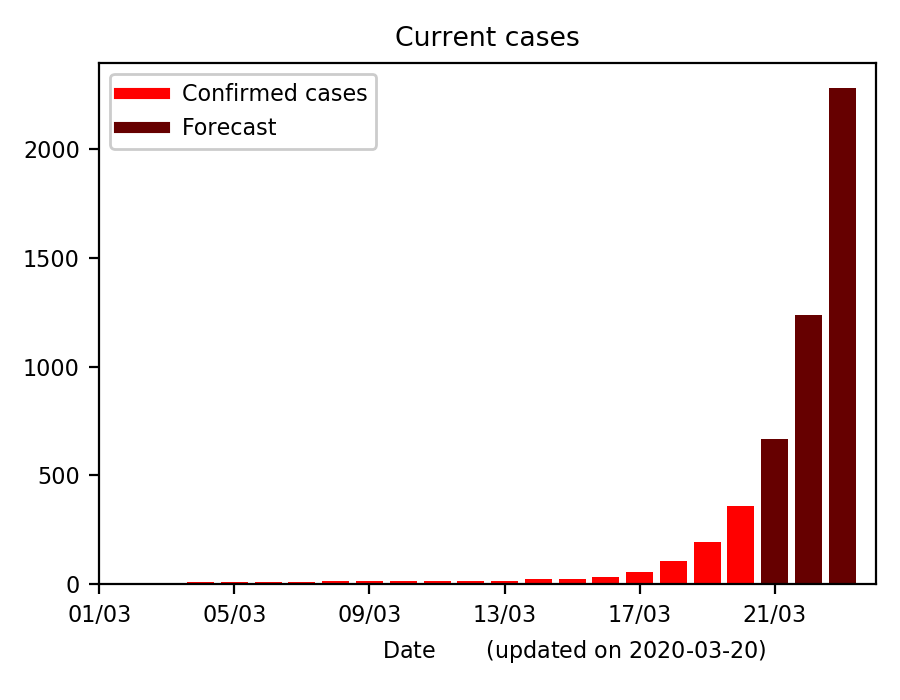 Current cases
Confirmed cases
Forecast
2000
1500
1000
500
0
01/03 05/03 09/03 13/03 17/03 21/03
Date (updated on 2020-03-20)